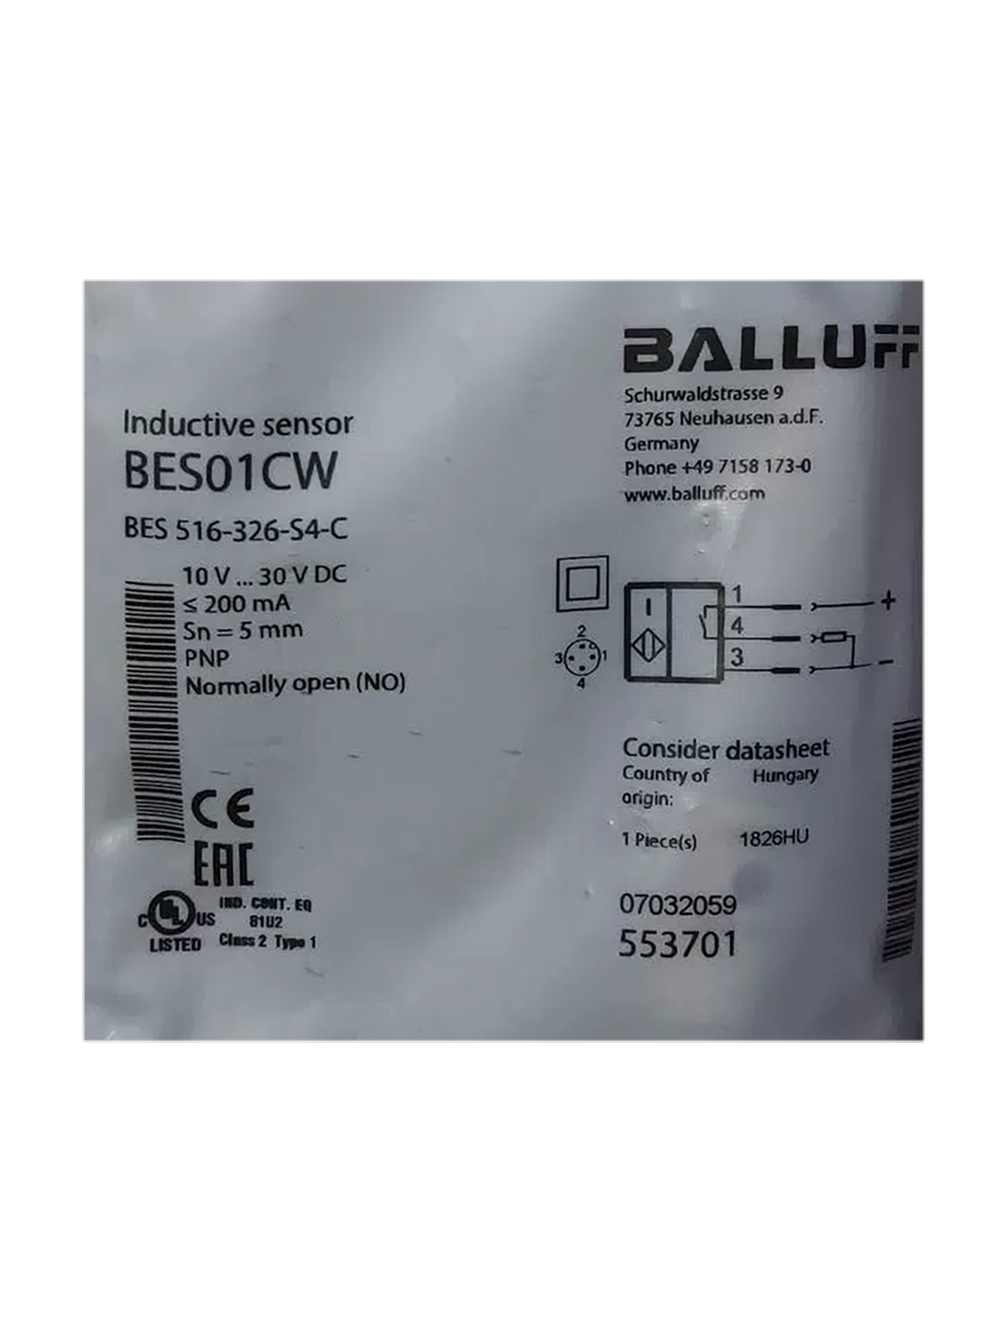 BALLUFF
Schurwaldstrasse 9
73765 Neuhausen a.d.F.
Germany
Phone +49 7158 173-0
www.balluff.com
Inductive sensor
BES01CW
BES 516-326-S4-C
10 V ... 30 V DC
≤ 200 mA
Sn = 5 mm
PNP
Normally open (NO)
1 +
4
3 -
2
3 1
4
Consider datasheet
Country of origin: Hungary
1 Piece(s) 1826HU
07032059
553701
CE
EAC
C UL US
LISTED
IND. CONT. EQ
81U2
Class 2 Type 1